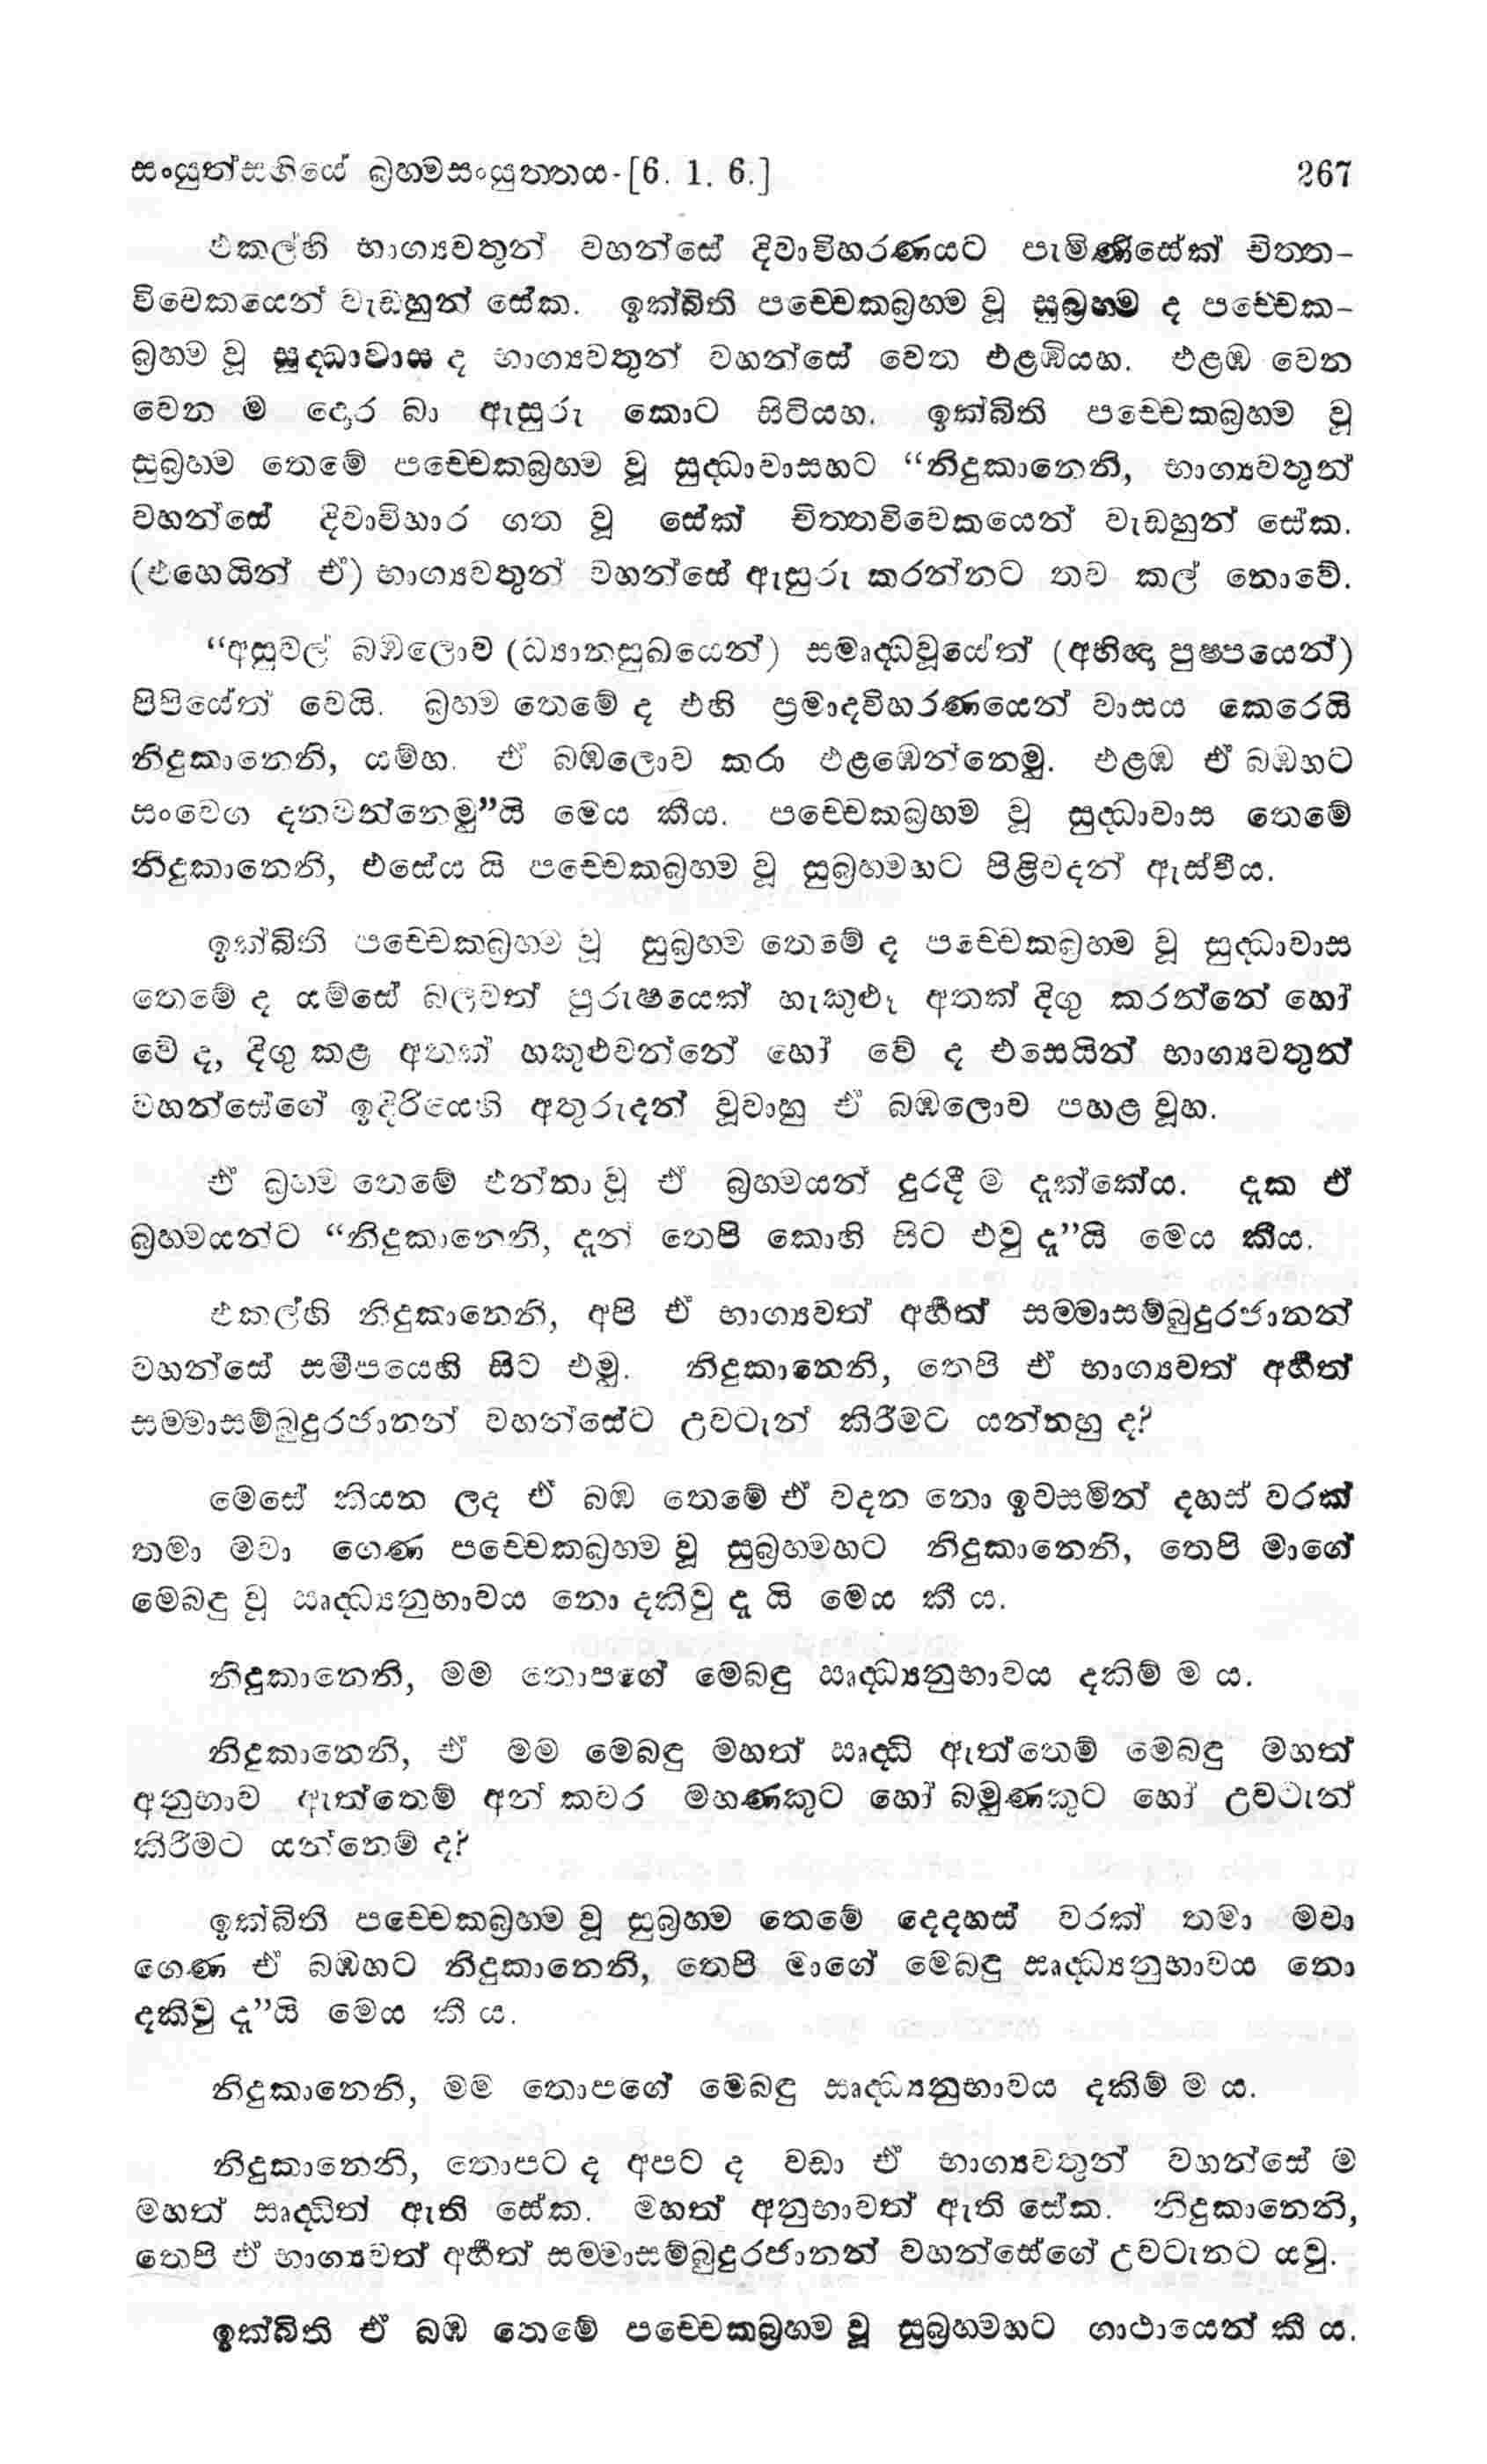 සංයුත්සඟියේ බ්‍රහ්මසංයුත්තය-[6. 1. 6.] 267
එකල්හි භාග්‍යවතුන් වහන්සේ දිවාවිහරණයට පැමිණිසේක් චිත්ත-
විවෙකයෙන් වැඩහුන් සේක. ඉක්බිති පච්චෙකබ්‍රහ්ම වූ සුබ්‍රහ්ම ද පච්චෙක-
බ්‍රහ්ම වූ සුද්ධාවාස ද භාග්‍යවතුන් වහන්සේ වෙත එළඹියහ. එළඹ වෙන
වෙන ම දොර බා ඇසුරු කොට සිටියහ. ඉක්බිති පච්චෙකබ්‍රහ්ම වූ
සුබ්‍රහ්ම තෙමේ පච්චෙකබ්‍රහ්ම වූ සුද්ධාවාසහට “නිදුකානෙනි, භාග්‍යවතුන්
වහන්සේ දිවාවිහාර ගත වූ සේක් චිත්තවිවෙකයෙන් වැඩහුන් සේක.
(එහෙයින් ඒ) භාග්‍යවතුන් වහන්සේ ඇසුරු කරන්නට තව කල් නොවේ.
“අසුවල් බඹලොව (ධ්‍යානසුඛයෙන්) සමෘද්ධවූයේත් (අභිඥා පුෂ්පයෙන්)
පිපියේත් වෙයි. බ්‍රහ්ම තෙමේ ද එහි ප්‍රමාදවිහරණයෙන් වාසය කෙරෙයි
නිදුකානෙනි, යම්හ. ඒ බඹලොව කරා එළඹෙන්නෙමු. එළඹ ඒ බඹහට
සංවෙග දනවන්නෙමු”යි මෙය කීය. පච්චෙකබ්‍රහ්ම වූ සුද්ධාවාස තෙමේ
නිදුකානෙනි, එසේය යි පච්චෙකබ්‍රහ්ම වූ සුබ්‍රහ්මහට පිළිවදන් ඇස්වීය.
ඉක්බිති පච්චෙකබ්‍රහ්ම වූ සුබ්‍රහ්ම තෙමේ ද පච්චෙකබ්‍රහ්ම වූ සුද්ධාවාස
තෙමේ ද යම්සේ බලවත් පුරුෂයෙක් හැකුළූ අතක් දිගු කරන්නේ හෝ
වේ ද, දිගු කළ අතක් හකුළුවන්නේ හෝ වේ ද එසෙයින් භාග්‍යවතුන්
වහන්සේගේ ඉදිරියෙහි අතුරුදන් වූවාහු ඒ බඹලොව පහළ වූහ.
ඒ බ්‍රහ්ම තෙමේ එන්නා වූ ඒ බ්‍රහ්මයන් දුරදී ම දැක්කේය. දැක ඒ
බ්‍රහ්මයන්ට “නිදුකානෙනි, දැන් තෙපි කොහි සිට එවු දැ”යි මෙය කීය.
එකල්හි නිදුකානෙනි, අපි ඒ භාග්‍යවත් අර්හත් සම්මාසම්බුදුරජානන්
වහන්සේ සමීපයෙහි සිට එමු. නිදුකානෙනි, තෙපි ඒ භාග්‍යවත් අර්හත්
සම්මාසම්බුදුරජානන් වහන්සේට උවටැන් කිරීමට යන්නහු ද?
මෙසේ කියන ලද ඒ බඹ තෙමේ ඒ වදන නො ඉවසමින් දහස් වරක්
තමා මවා ගෙණ පච්චෙකබ්‍රහ්ම වූ සුබ්‍රහ්මහට නිදුකානෙනි, තෙපි මාගේ
මෙබඳු වූ ඍද්ධ්‍යනුභාවය නො දකිවු දැ යි මෙය කී ය.
නිදුකානෙනි, මම තොපගේ මෙබඳු ඍද්ධ්‍යනුභාවය දකිම් ම ය.
නිදුකානෙනි, ඒ මම මෙබඳු මහත් ඍද්ධි ඇත්තෙම් මෙබඳු මහත්
අනුභාව ඇත්තෙම් අන් කවර මහණකුට හෝ බමුණකුට හෝ උවටැන්
කිරීමට යන්නෙම් ද?
ඉක්බිති පච්චෙකබ්‍රහ්ම වූ සුබ්‍රහ්ම තෙමේ දෙදහස් වරක් තමා මවා
ගෙණ ඒ බඹහට නිදුකානෙනි, තෙපි මාගේ මෙබඳු ඍද්ධ්‍යනුභාවය නො
දකිවු දැ”යි මෙය කී ය.
නිදුකානෙනි, මම තොපගේ මෙබඳු ඍද්ධ්‍යනුභාවය දකිම් ම ය.
නිදුකානෙනි, තොපට ද අපට ද වඩා ඒ භාග්‍යවතුන් වහන්සේ ම
මහත් ඍද්ධිත් ඇති සේක. මහත් අනුභාවත් ඇති සේක. නිදුකානෙනි,
තෙපි ඒ භාග්‍යවත් අර්හත් සම්මාසම්බුදුරජානන් වහන්සේගේ උවටැනට යවු.
ඉක්බිති ඒ බඹ තෙමේ පච්චෙකබ්‍රහ්ම වූ සුබ්‍රහ්මහට ගාථායෙන් කී ය.